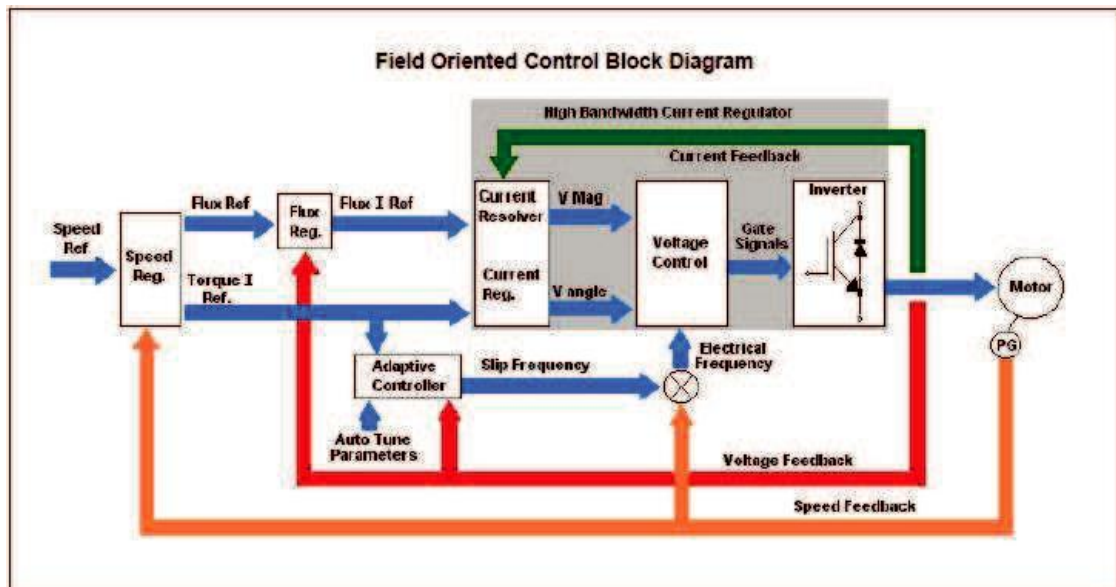 Field Oriented Control Block Diagram
High Bandwidth Current Regulator
Current Feedback
Speed
Ref
Speed
Reg.
Flux Ref
Torque I
Ref.
Flux
Reg.
Flux I Ref
Current
Resolver
Current
Reg.
V Mag
V angle
Voltage
Control
Gate
Signals
Inverter
Motor
PG
Adaptive
Controller
Slip Frequency
Electrical
Frequency
Auto Tune
Parameters
Voltage Feedback
Speed Feedback